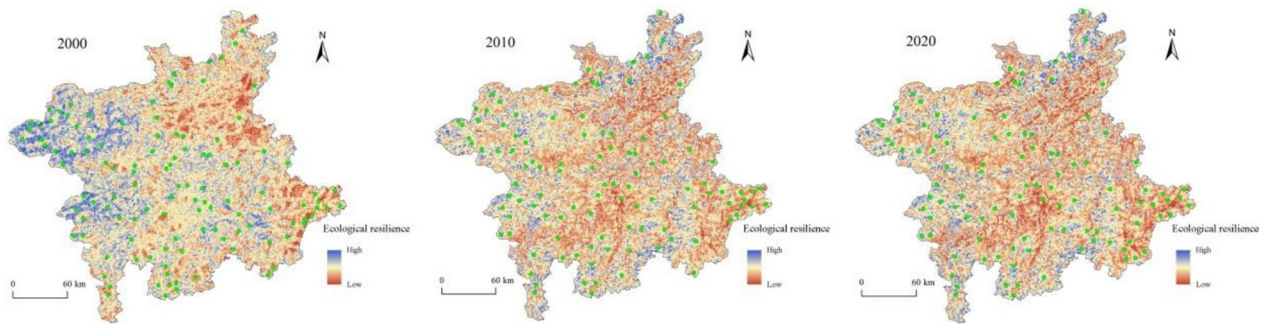 2000
N
Ecological resilience
High
Low
0 60 km
2010
N
Ecological resilience
High
Low
0 60 km
2020
N
Ecological resilience
High
Low
0 60 km